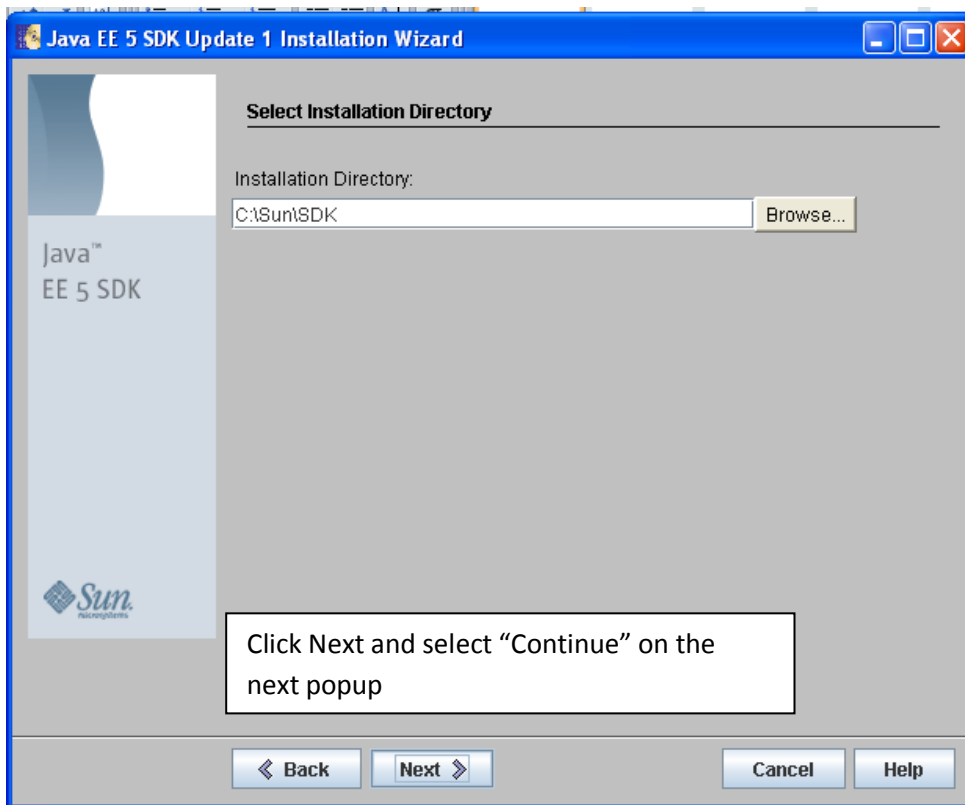 Java EE 5 SDK Update 1 Installation Wizard
Select Installation Directory
Installation Directory:
C:\Sun\SDK
Browse...
Java™
EE 5 SDK
Sun
microsystems
Click Next and select “Continue” on the
next popup
Back
Next
Cancel
Help